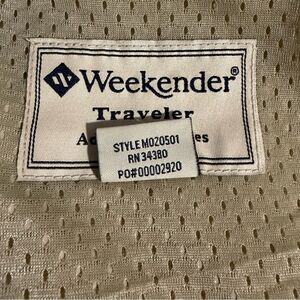 Weekender®
Traveler
STYLE M020501
RN 34380
PO#00002920